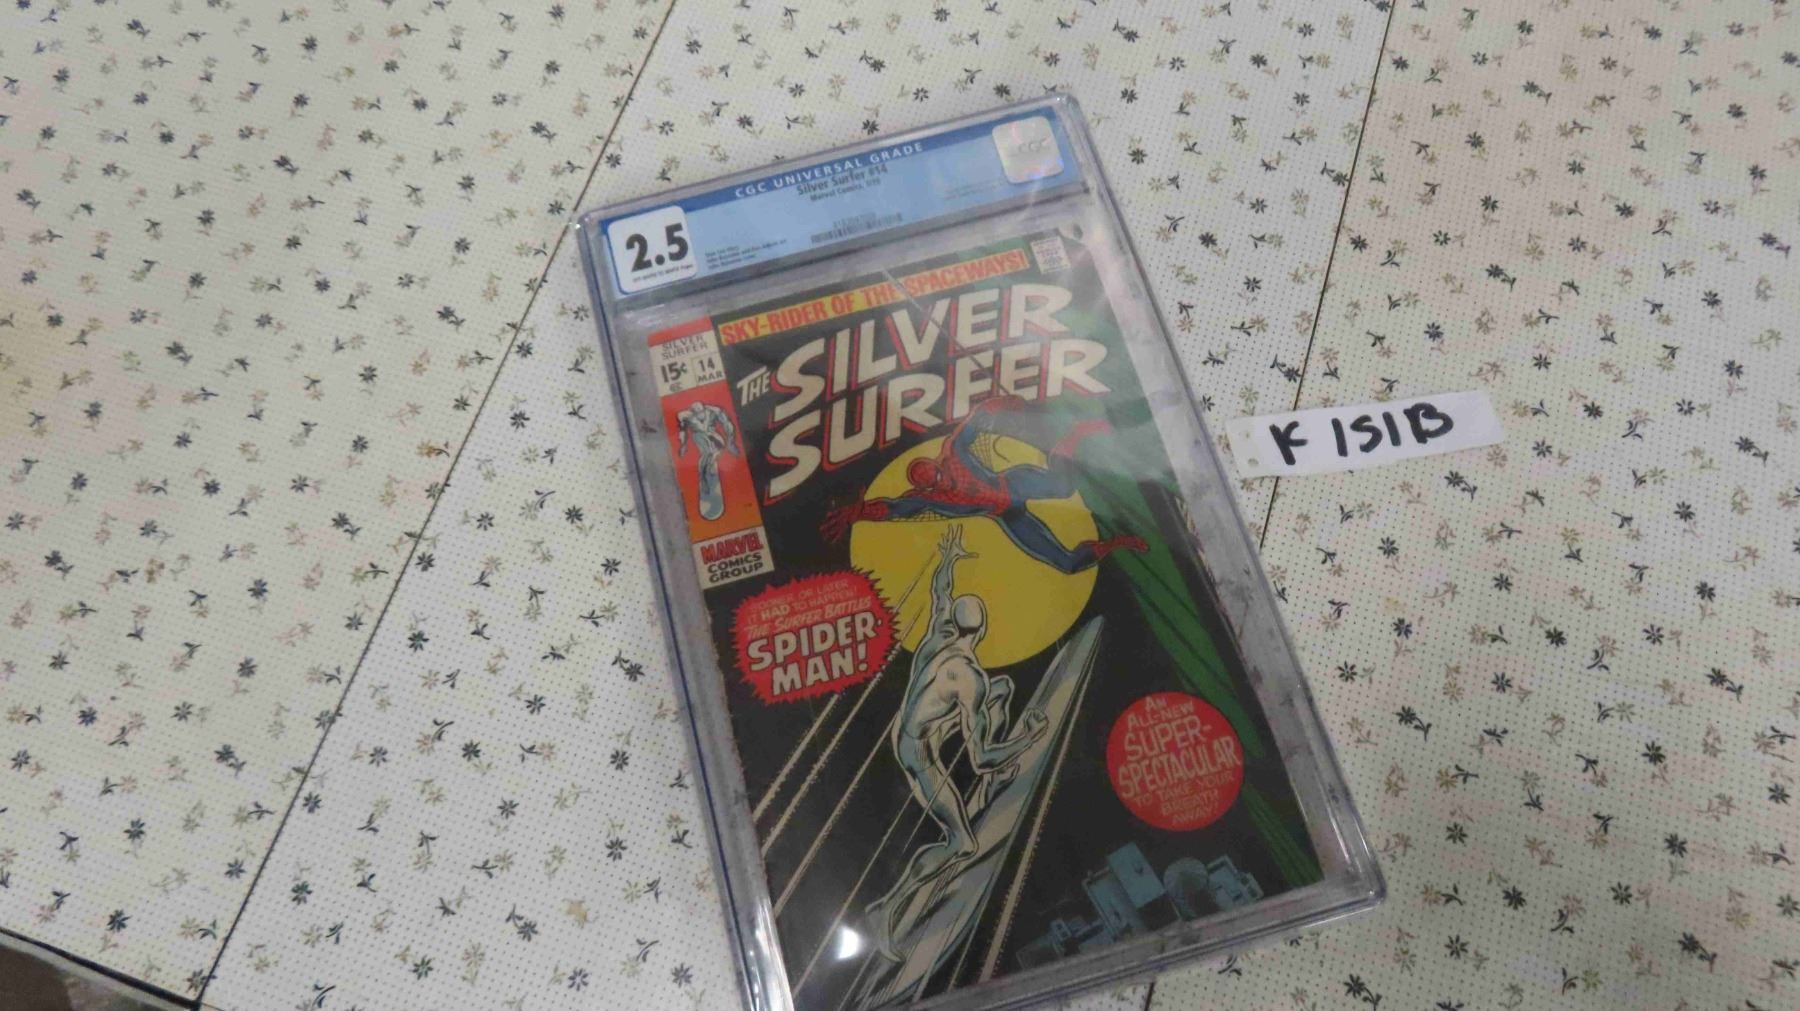 CGC UNIVERSAL GRADE
Silver Surfer #14
Marvel Comics, 3/70
CGC
2.5
SKY-RIDER OF THE SPACEWAYS!
SILVER SURFER
15¢
14
MAR
THE SILVER
SURFER
MARVEL
COMICS
GROUP
SOONER OR LATER
IT HAD TO HAPPEN!
THE SURFER BATTLES
SPIDER-
MAN!
AN
ALL-NEW
SUPER-
SPECTACULAR
TO TAKE YOUR
BREATH
AWAY!
K 151B